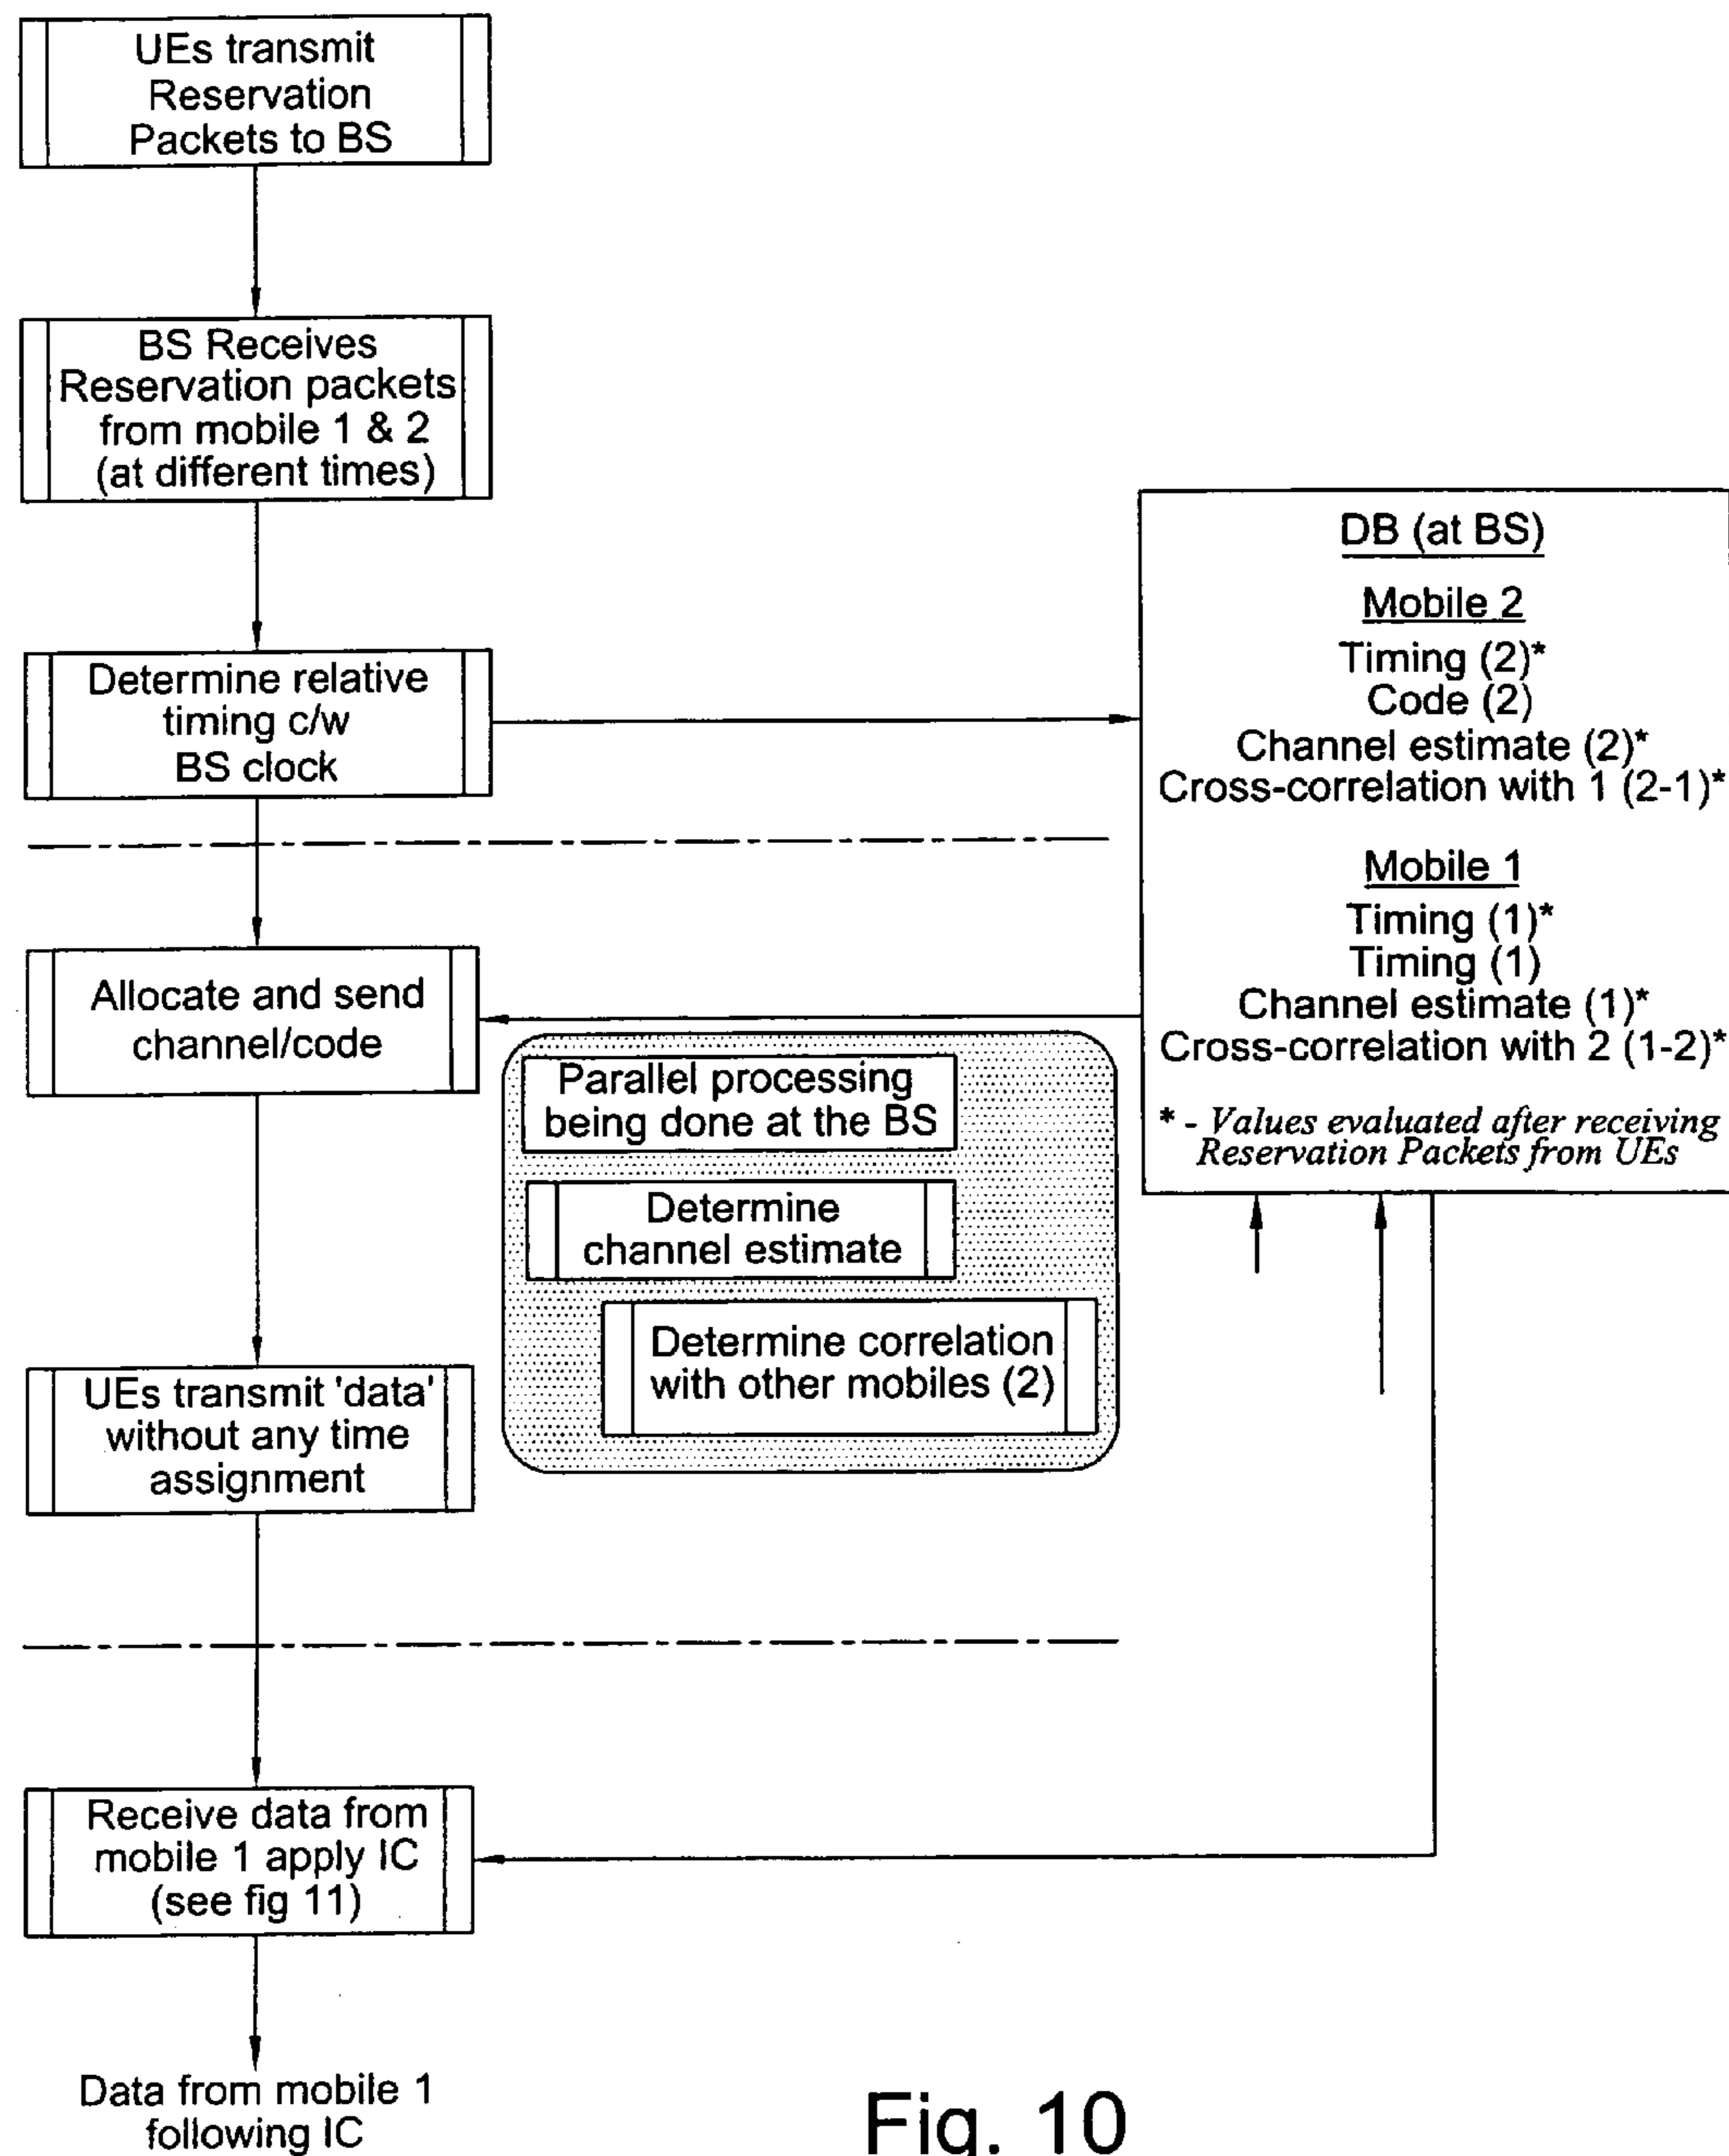 UEs transmit
Reservation
Packets to BS
BS Receives
Reservation packets
from mobile 1 & 2
(at different times)
Determine relative
timing c/w
BS clock
DB (at BS)
Mobile 2
Timing (2)*
Code (2)
Channel estimate (2)*
Cross-correlation with 1 (2-1)*
Mobile 1
Timing (1)*
Timing (1)
Channel estimate (1)*
Cross-correlation with 2 (1-2)*
* - Values evaluated after receiving
Reservation Packets from UEs
Allocate and send
channel/code
Parallel processing
being done at the BS
Determine
channel estimate
Determine correlation
with other mobiles (2)
UEs transmit 'data'
without any time
assignment
Receive data from
mobile 1 apply IC
(see fig 11)
Data from mobile 1
following IC
Fig. 10